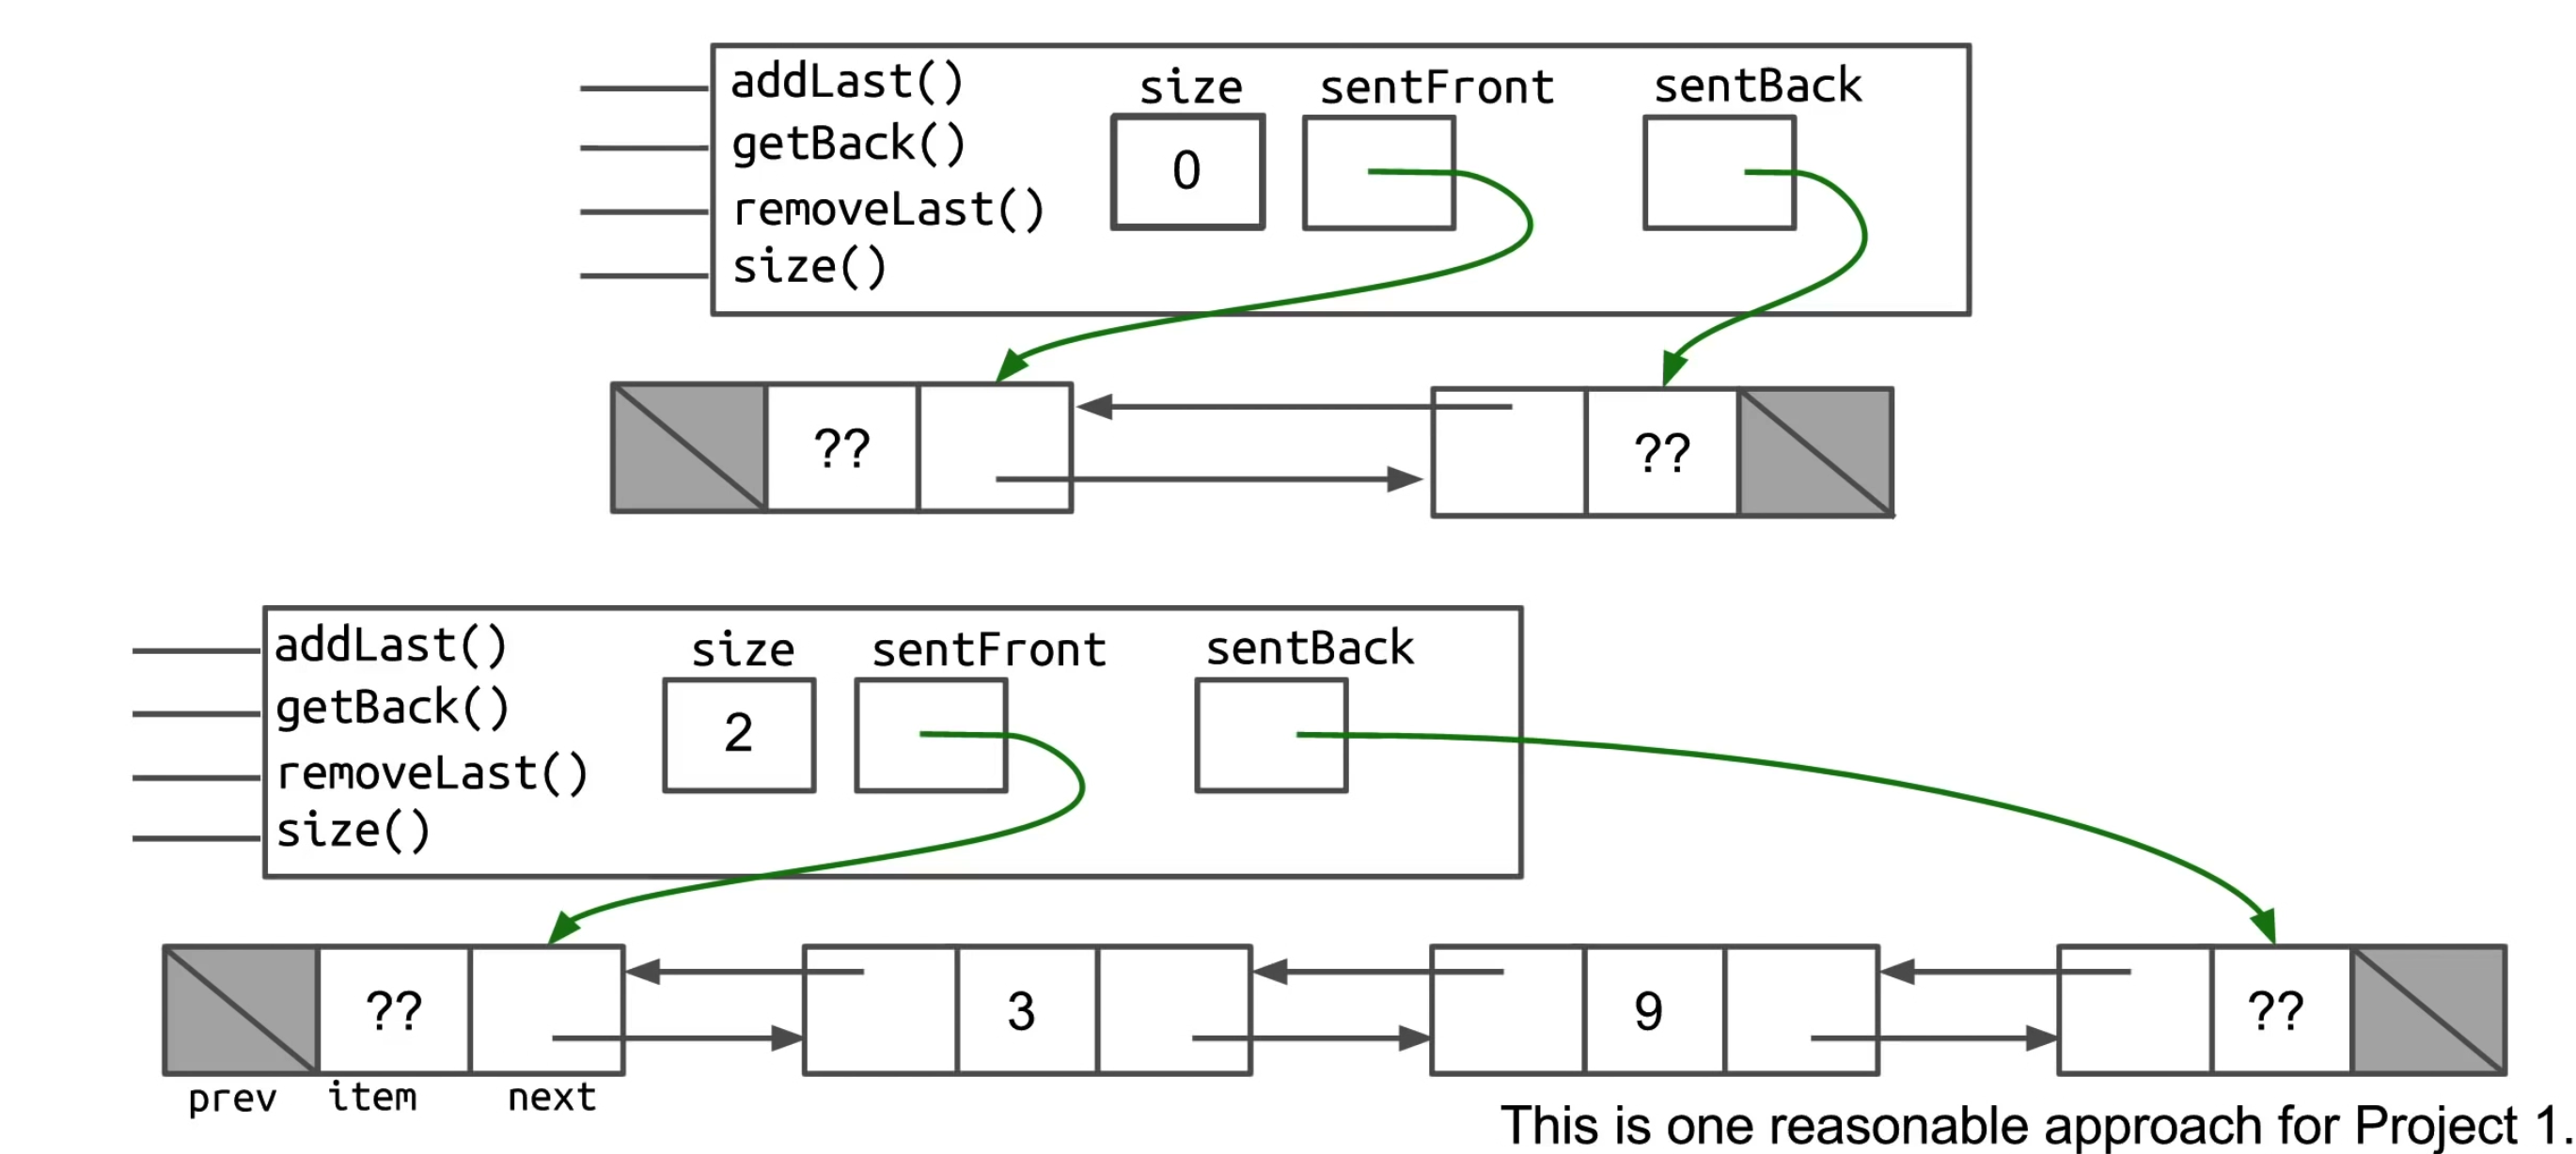 addLast()
size sentFront sentBack
getBack()
0
removeLast()
size()
?? ??
addLast()
size sentFront sentBack
getBack()
2
removeLast()
size()
?? 3 9 ??
prev item next
This is one reasonable approach for Project 1.